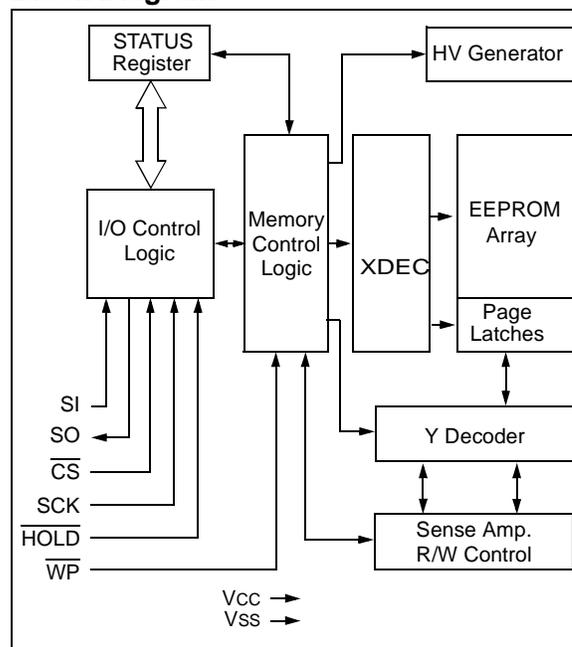 STATUS
Register
HV Generator
I/O Control
Logic
Memory
Control
Logic
XDEC
EEPROM
Array
Page
Latches
SI
SO
CS
SCK
HOLD
WP
Y Decoder
Sense Amp.
R/W Control
VCC
VSS